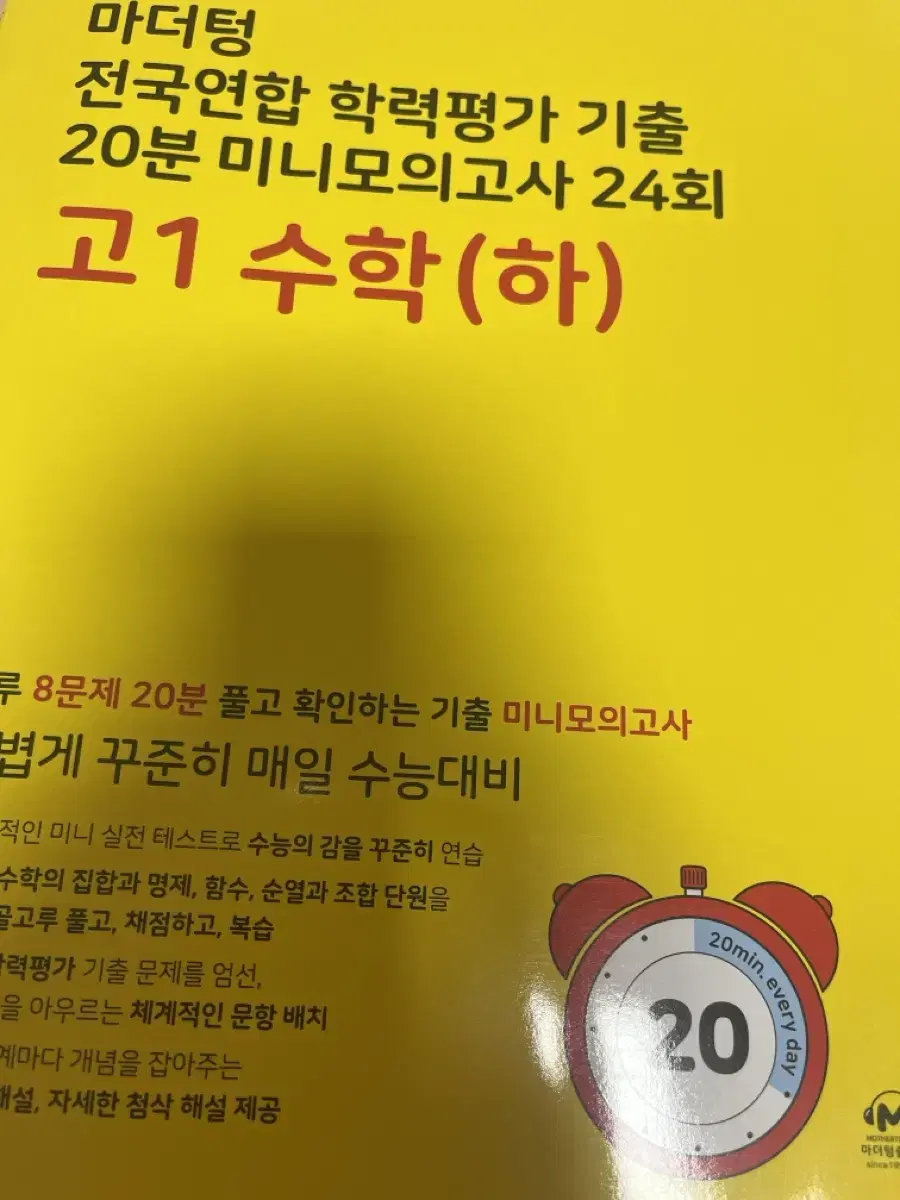 마더텅
전국연합 학력평가 기출
20분 미니모의고사 24회
고1 수학(하)
8문제 20분 풀고 확인하는 기출 미니모의고사
꾸준히 매일 수능대비
미니 실전 테스트로 수능의 감을 꾸준히 연습
수학의 집합과 명제, 함수, 순열과 조합 단원을
골고루 풀고, 채점하고, 복습
학력평가 기출 문제를 엄선,
을 아우르는 체계적인 문항 배치
계마다 개념을 잡아주는
해설, 자세한 첨삭 해설 제공
20min. every day
20
마더텅